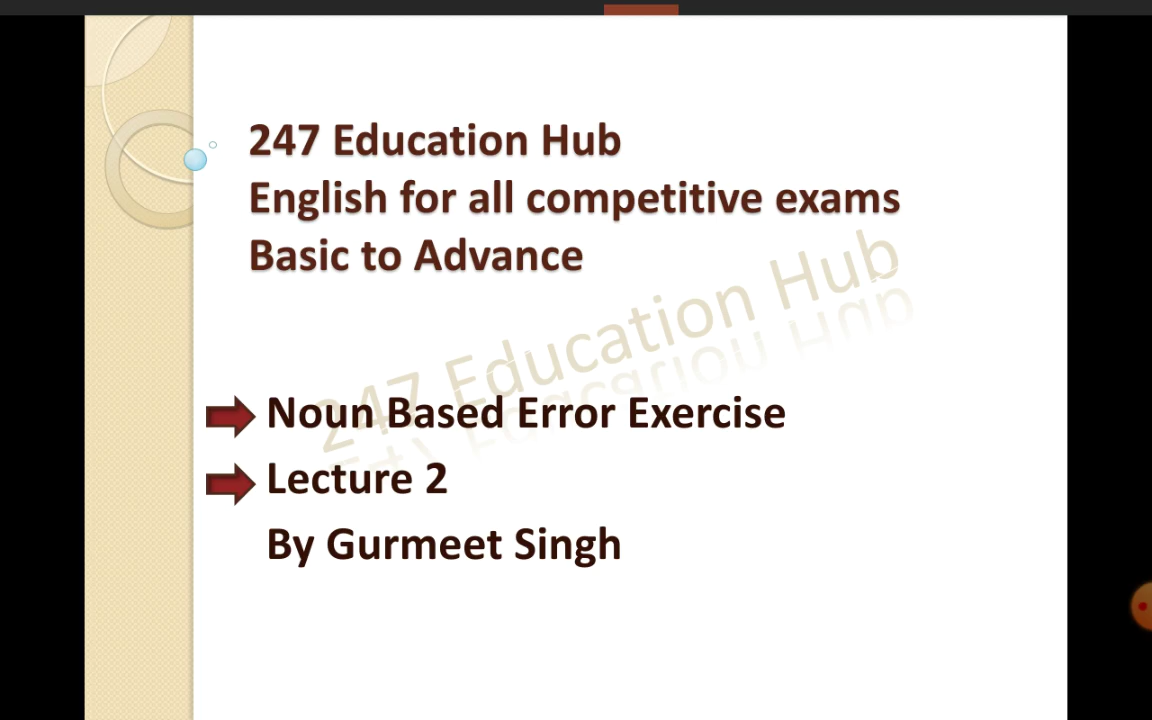 247 Education Hub
English for all competitive exams
Basic to Advance
247 Education Hub
Noun Based Error Exercise
Lecture 2
By Gurmeet Singh